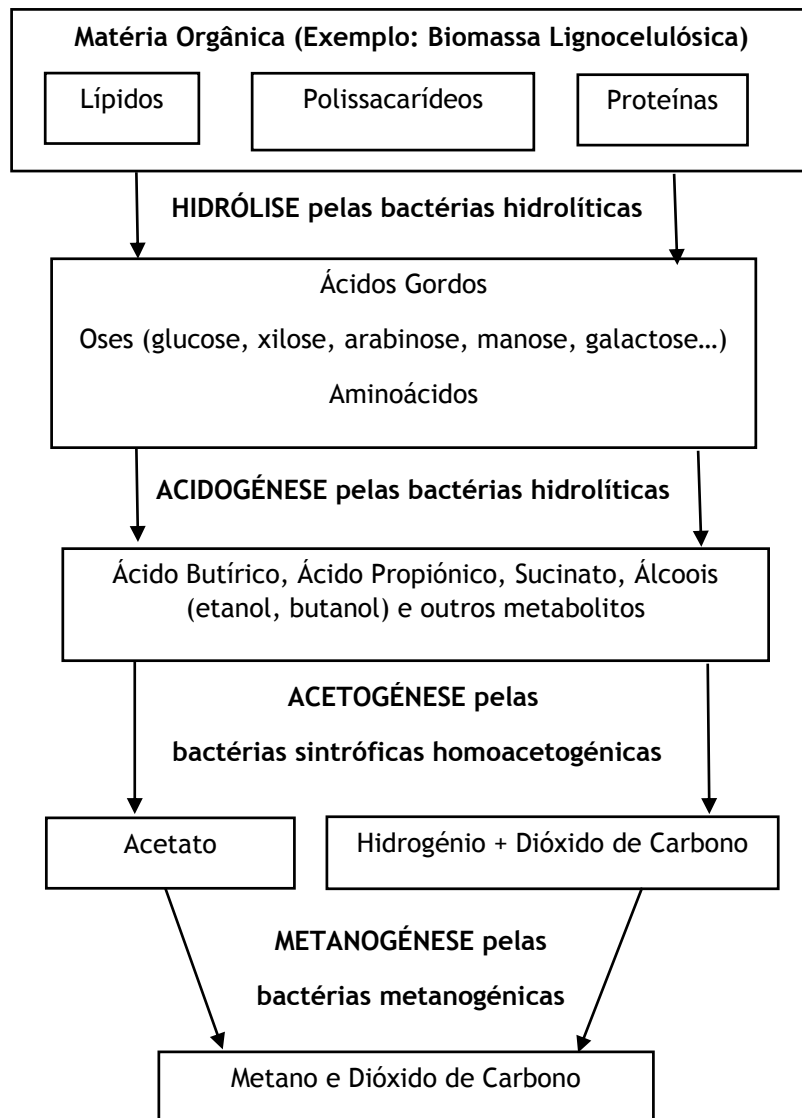 Matéria Orgânica (Exemplo: Biomassa Lignocelulósica)
Lípidos
Polissacarídeos
Proteínas
HIDRÓLISE pelas bactérias hidrolíticas
Ácidos Gordos
Oses (glucose, xilose, arabinose, manose, galactose…)
Aminoácidos
ACIDOGÉNESE pelas bactérias hidrolíticas
Ácido Butírico, Ácido Propiónico, Sucinato, Álcoois
(etanol, butanol) e outros metabolitos
ACETOGÉNESE pelas
bactérias sintróficas homoacetogénicas
Acetato
Hidrogénio + Dióxido de Carbono
METANOGÉNESE pelas
bactérias metanogénicas
Metano e Dióxido de Carbono